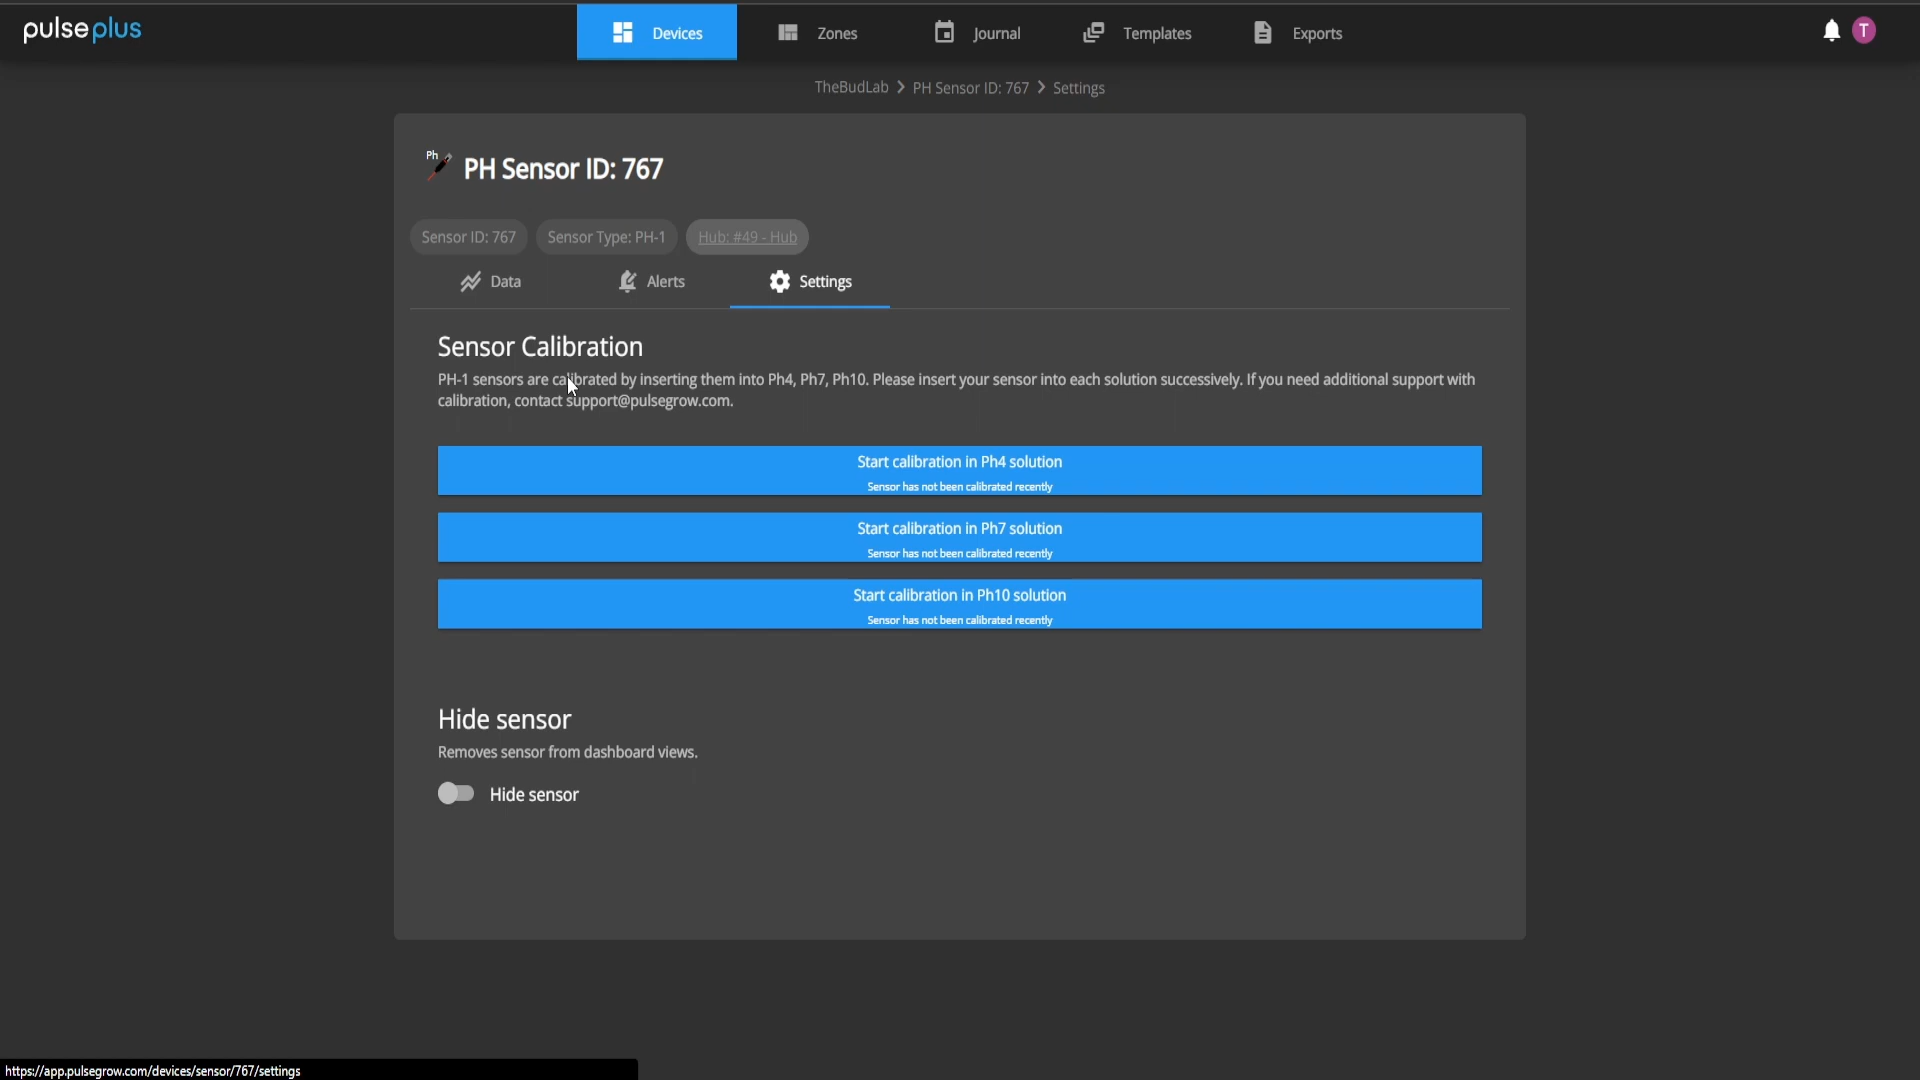 pulse plus
Devices
Zones
Journal
Templates
Exports
T
TheBudLab > PH Sensor ID: 767 > Settings
Ph
PH Sensor ID: 767
Sensor ID: 767
Sensor Type: PH-1
Hub: #49 - Hub
Data
Alerts
Settings
Sensor Calibration
PH-1 sensors are calibrated by inserting them into Ph4, Ph7, Ph10. Please insert your sensor into each solution successively. If you need additional support with
calibration, contact support@pulsegrow.com.
Start calibration in Ph4 solution
Sensor has not been calibrated recently
Start calibration in Ph7 solution
Sensor has not been calibrated recently
Start calibration in Ph10 solution
Sensor has not been calibrated recently
Hide sensor
Removes sensor from dashboard views.
Hide sensor
https://app.pulsegrow.com/devices/sensor/767/settings